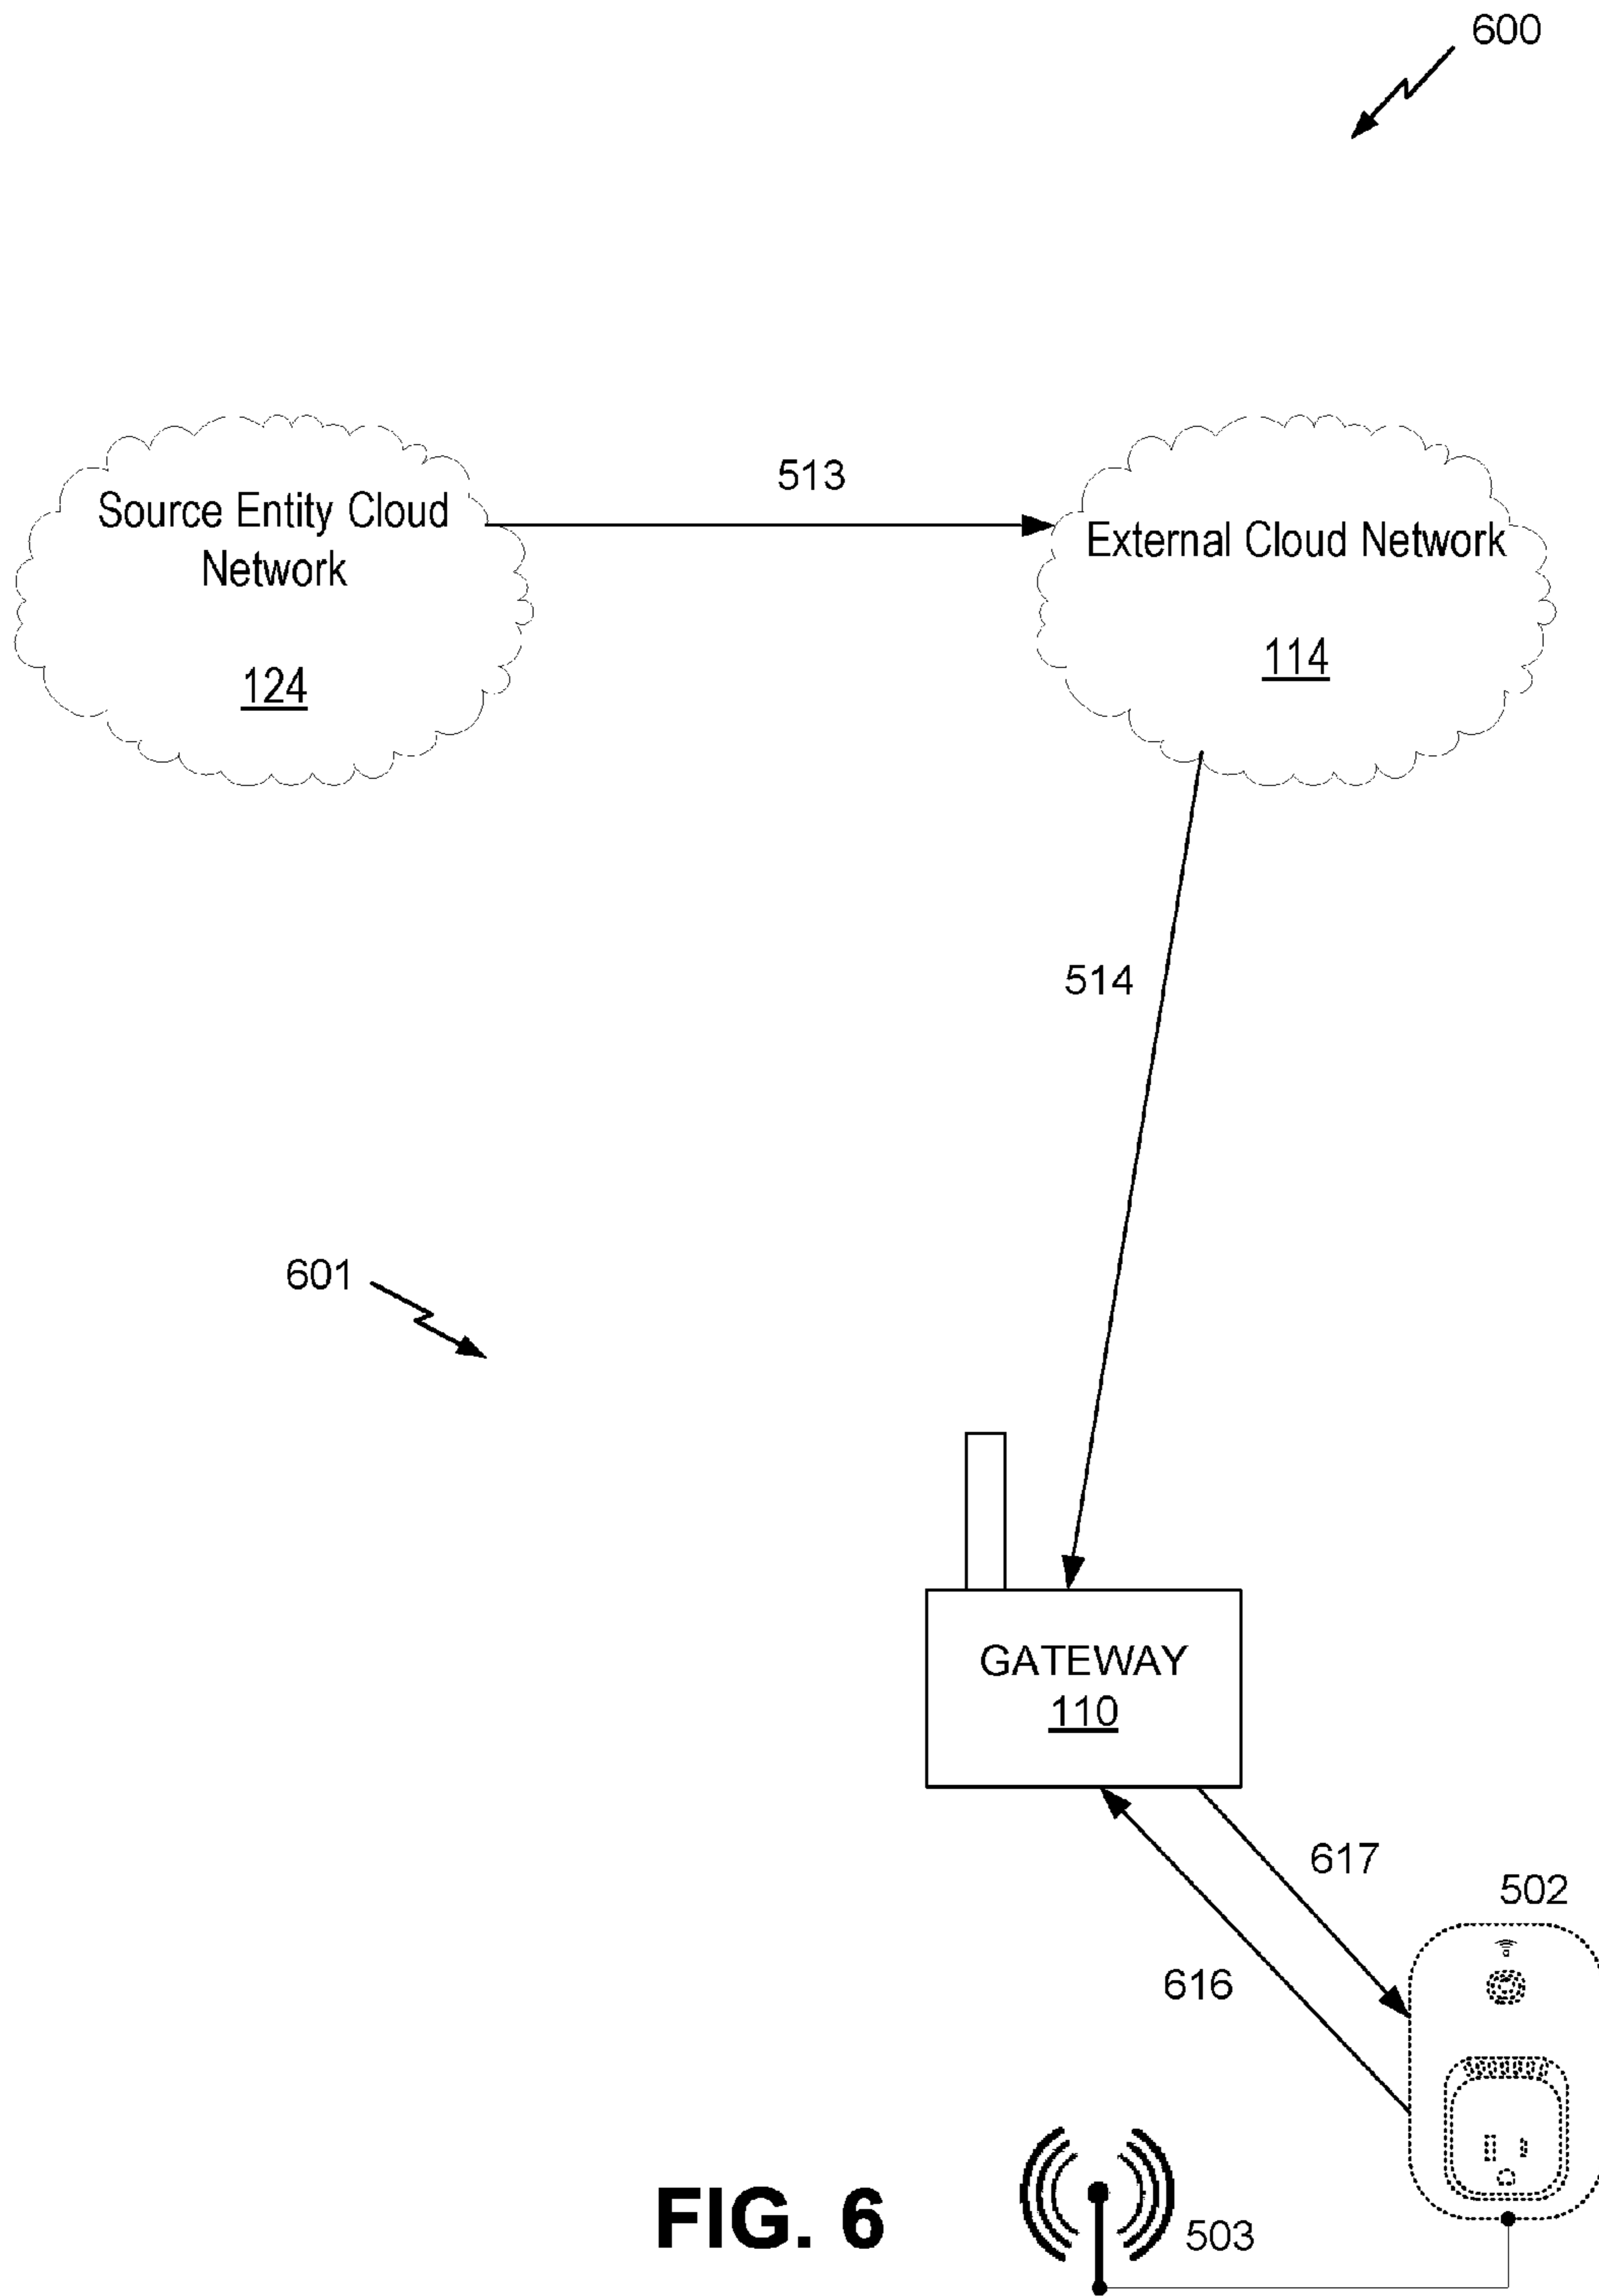 600
513
Source Entity Cloud
Network
124
External Cloud Network
114
514
601
GATEWAY
110
617
502
616
FIG. 6
503